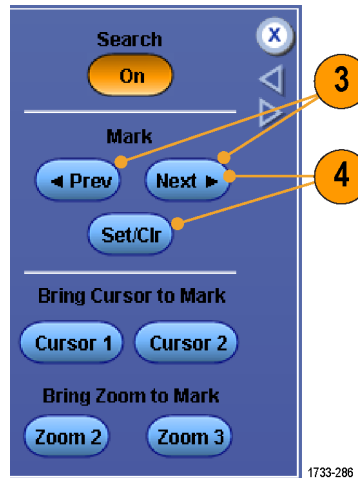 Search
X
On
3
Mark
◄ Prev
Next ►
4
Set/Clr
Bring Cursor to Mark
Cursor 1
Cursor 2
Bring Zoom to Mark
Zoom 2
Zoom 3
1733-286